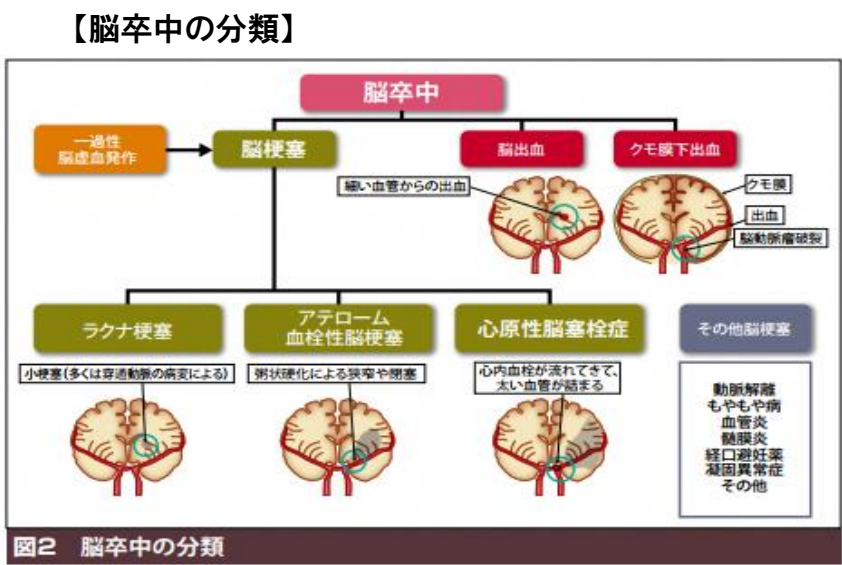 【脳卒中の分類】
脳卒中
一過性
脳虚血発作
脳梗塞
脳出血
クモ膜下出血
細い血管からの出血
クモ膜
出血
脳動脈瘤破裂
ラクナ梗塞
アテローム
血栓性脳梗塞
心原性脳塞栓症
その他脳梗塞
小梗塞(多くは穿通動脈の病変による)
粥状硬化による狭窄や閉塞
心内血栓が流れてきて、
太い血管が詰まる
動脈解離
もやもや病
血管炎
髄膜炎
経口避妊薬
凝固異常症
その他
図2 脳卒中の分類